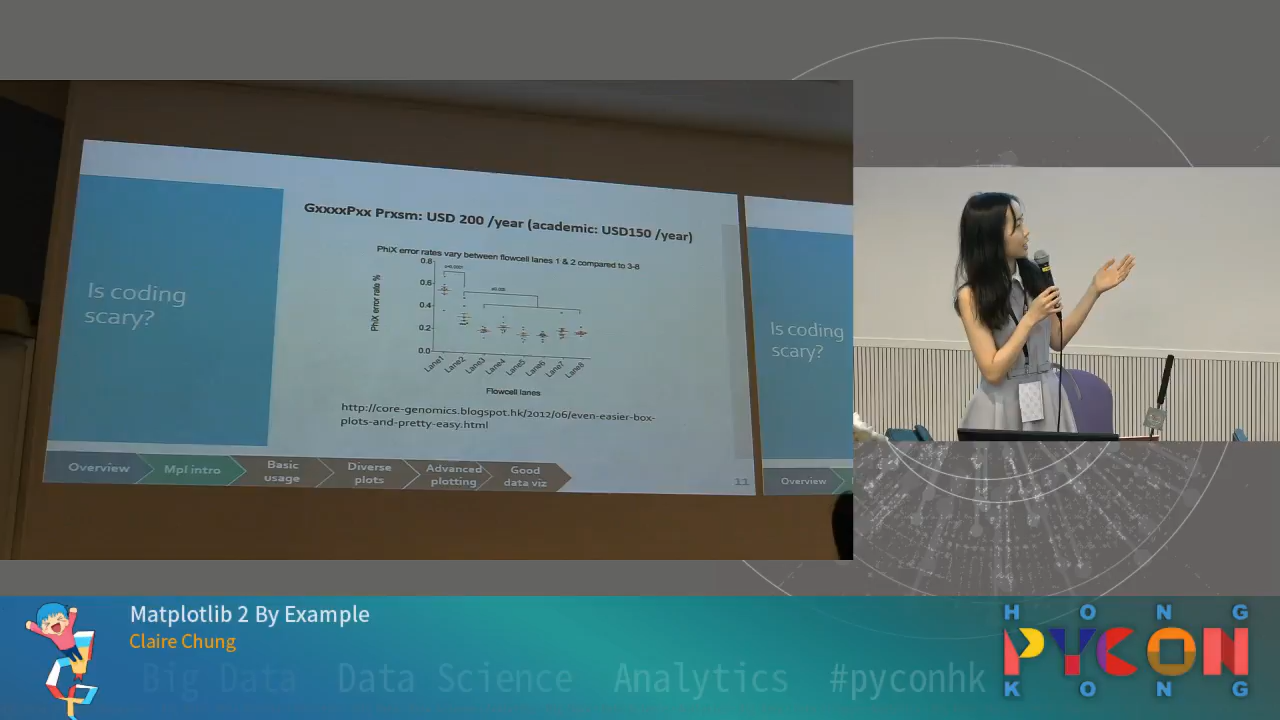 GxxxxPxx Prxsm: USD 200 /year (academic: USD150 /year)
Is coding
scary?
PhiX error rates vary between flowcell lanes 1 & 2 compared to 3-8
PhiX error rate %
0.8
0.6
0.4
0.2
0.0
Lane1
Lane2
Lane3
Lane4
Lane5
Lane6
Lane7
Lane8
Flowcell lanes
http://core-genomics.blogspot.hk/2012/06/even-easier-box-
plots-and-pretty-easy.html
Overview
Mpl intro
Basic
usage
Diverse
plots
Advanced
plotting
Good
data viz
11
Is coding
scary?
Overview
Matplotlib 2 By Example
Claire Chung
Big Data Data Science Analytics #pyconhk
HONG
PYCON
KONG